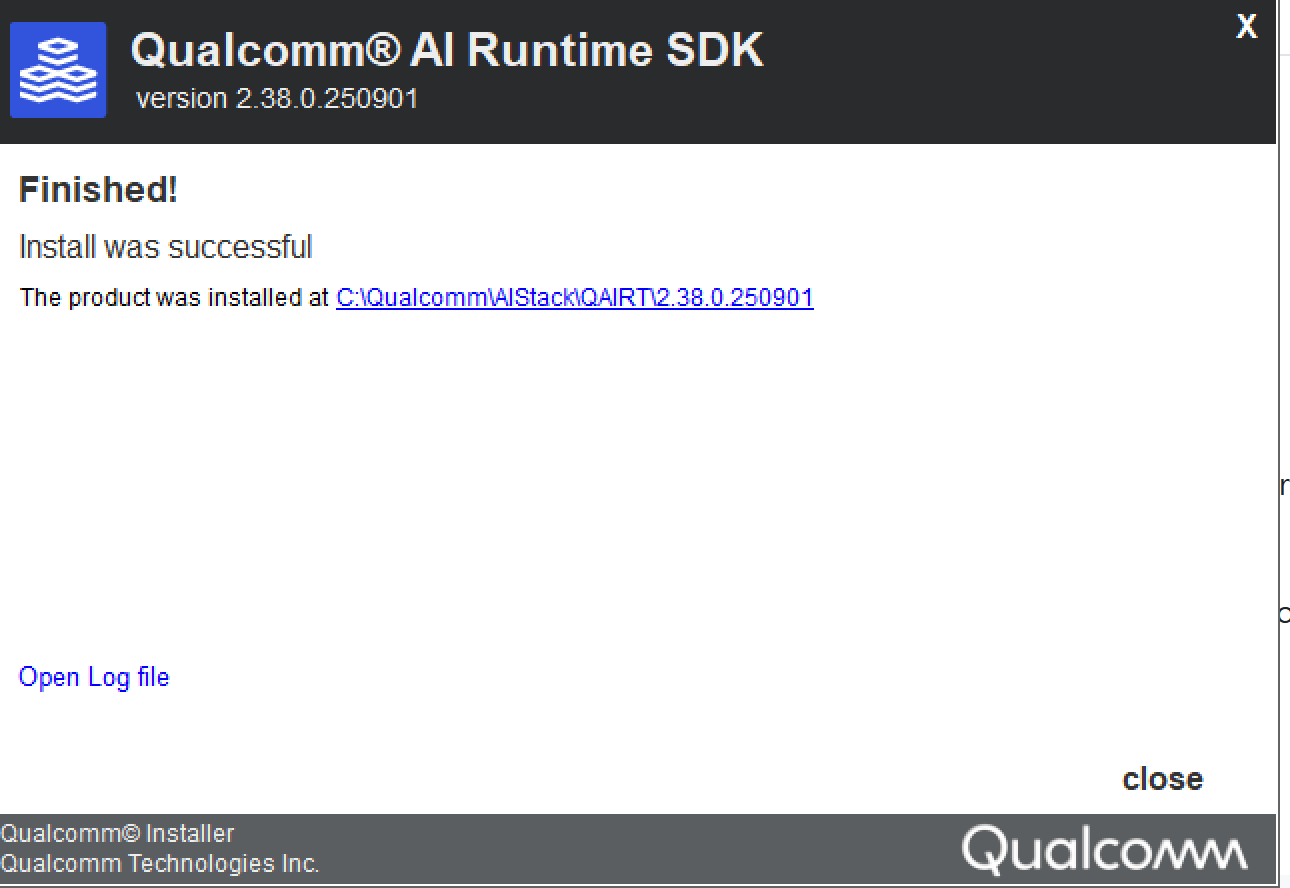 X
Qualcomm® AI Runtime SDK
version 2.38.0.250901
Finished!
Install was successful
The product was installed at C:\Qualcomm\AIStack\QAIRT\2.38.0.250901
Open Log file
close
Qualcomm© Installer
Qualcomm Technologies Inc.
Qualcomm